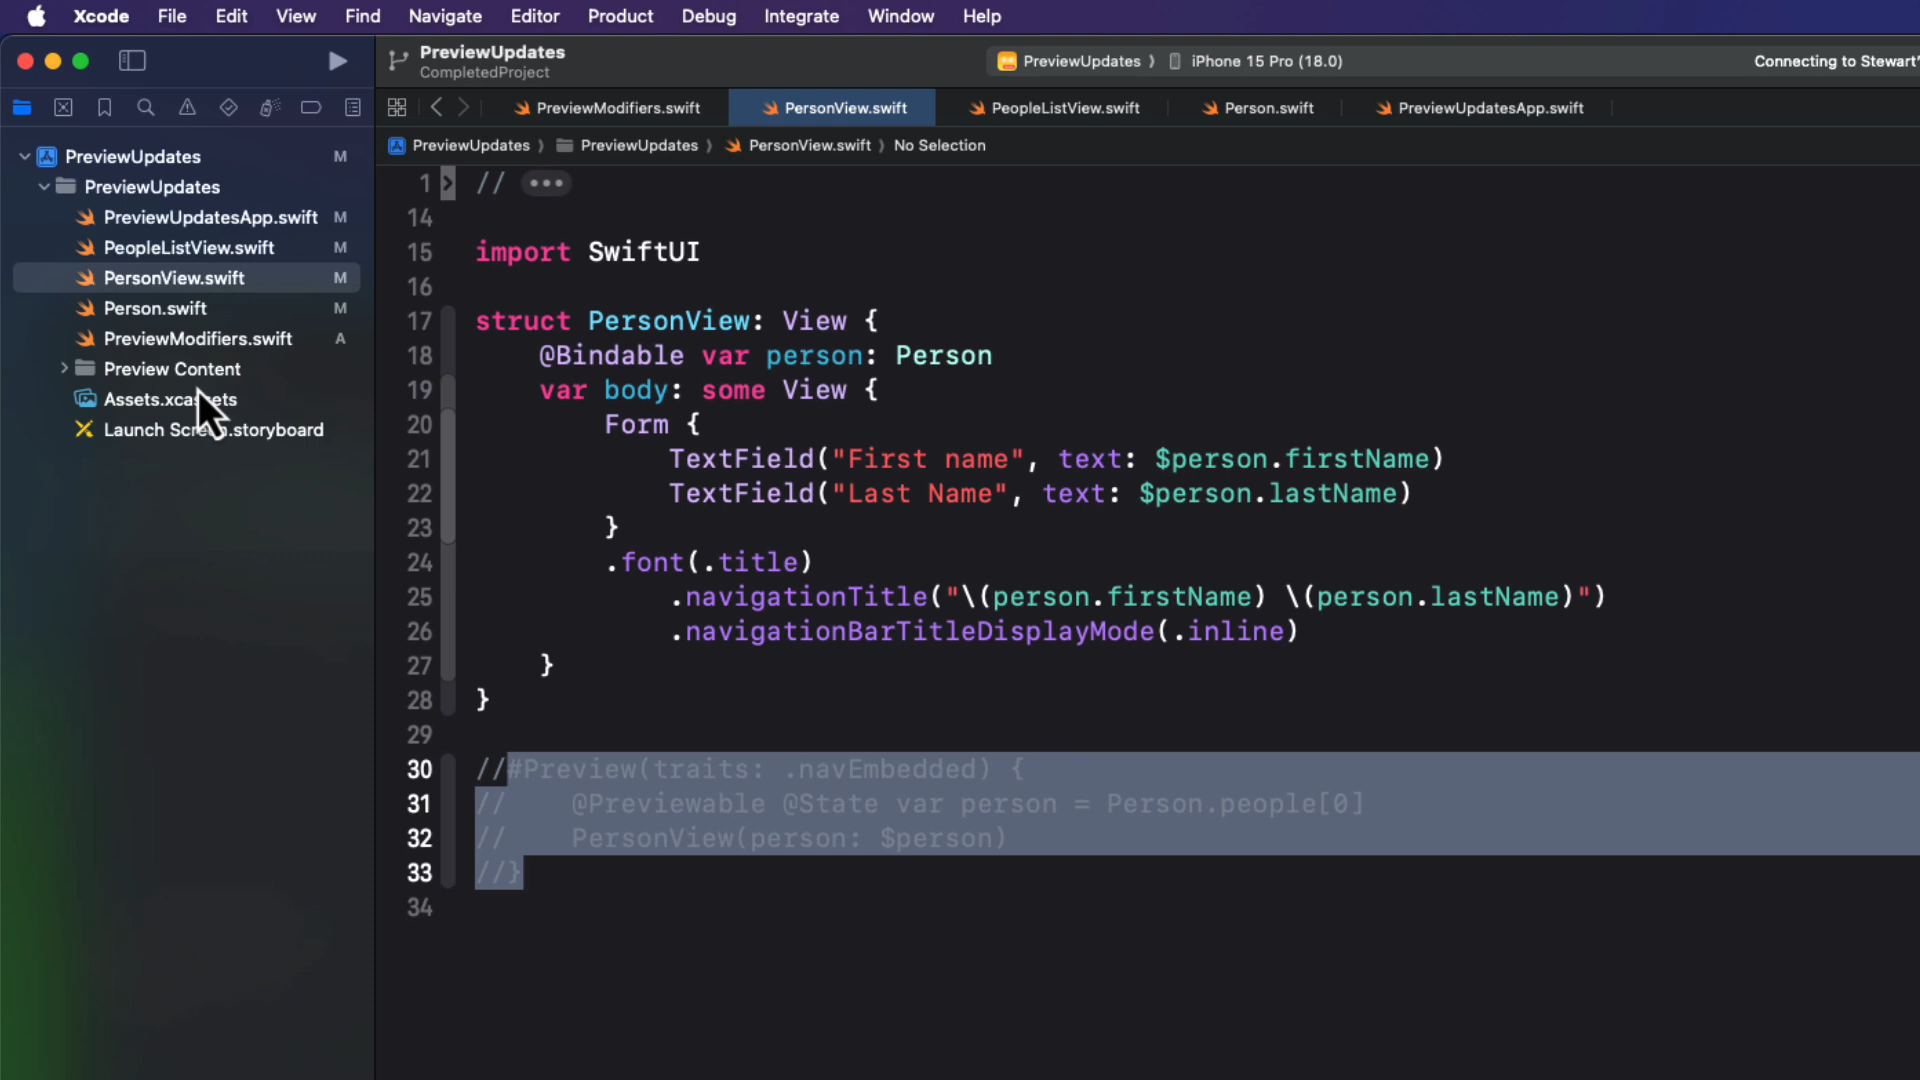 Xcode File Edit View Find Navigate Editor Product Debug Integrate Window Help
PreviewUpdates
CompletedProject
PreviewUpdates ⟩ iPhone 15 Pro (18.0)
Connecting to Stewart'
PreviewModifiers.swift PersonView.swift PeopleListView.swift Person.swift PreviewUpdatesApp.swift
PreviewUpdates ⟩ PreviewUpdates ⟩ PersonView.swift ⟩ No Selection
PreviewUpdates M
PreviewUpdates
PreviewUpdatesApp.swift M
PeopleListView.swift M
PersonView.swift M
Person.swift M
PreviewModifiers.swift A
Preview Content
Assets.xcassets
Launch Screen.storyboard
1 // •••
14
15 import SwiftUI
16
17 struct PersonView: View {
18     @Bindable var person: Person
19     var body: some View {
20         Form {
21             TextField("First name", text: $person.firstName)
22             TextField("Last Name", text: $person.lastName)
23         }
24         .font(.title)
25             .navigationTitle("\(person.firstName) \(person.lastName)")
26             .navigationBarTitleDisplayMode(.inline)
27     }
28 }
29
30 //#Preview(traits: .navEmbedded) {
31 //    @Previewable @State var person = Person.people[0]
32 //    PersonView(person: $person)
33 //}
34